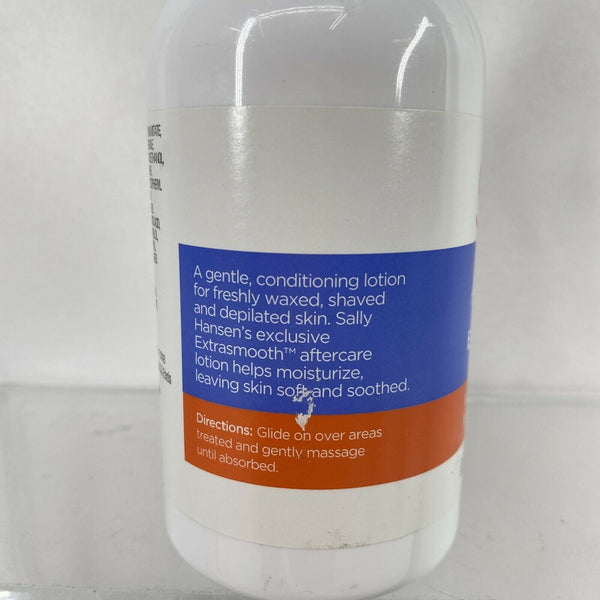 A gentle, conditioning lotion
for freshly waxed, shaved
and depilated skin. Sally
Hansen's exclusive
Extrasmooth™ aftercare
lotion helps moisturize,
leaving skin soft and soothed.
Directions: Glide on over areas
treated and gently massage
until absorbed.